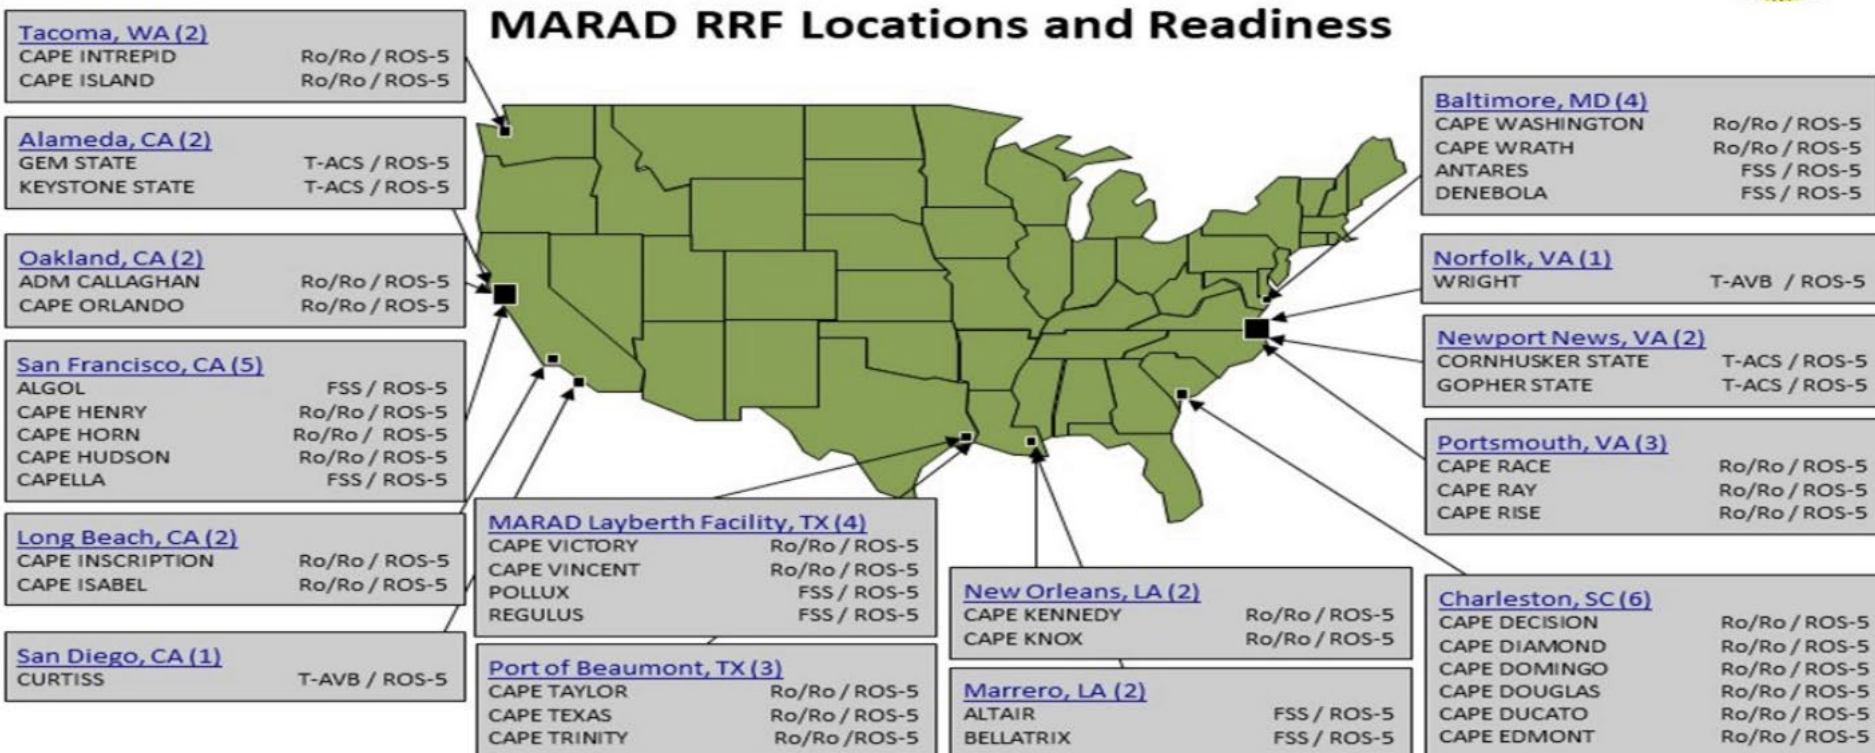 MARAD RRF Locations and Readiness
Tacoma, WA (2)
CAPE INTREPID Ro/Ro / ROS-5
CAPE ISLAND Ro/Ro / ROS-5
Alameda, CA (2)
GEM STATE T-ACS / ROS-5
KEYSTONE STATE T-ACS / ROS-5
Oakland, CA (2)
ADM CALLAGHAN Ro/Ro / ROS-5
CAPE ORLANDO Ro/Ro / ROS-5
San Francisco, CA (5)
ALGOL FSS / ROS-5
CAPE HENRY Ro/Ro / ROS-5
CAPE HORN Ro/Ro / ROS-5
CAPE HUDSON Ro/Ro / ROS-5
CAPELLA FSS / ROS-5
Long Beach, CA (2)
CAPE INSCRIPTION Ro/Ro / ROS-5
CAPE ISABEL Ro/Ro / ROS-5
San Diego, CA (1)
CURTISS T-AVB / ROS-5
MARAD Layberth Facility, TX (4)
CAPE VICTORY Ro/Ro / ROS-5
CAPE VINCENT Ro/Ro / ROS-5
POLLUX FSS / ROS-5
REGULUS FSS / ROS-5
Port of Beaumont, TX (3)
CAPE TAYLOR Ro/Ro / ROS-5
CAPE TEXAS Ro/Ro / ROS-5
CAPE TRINITY Ro/Ro /ROS-5
New Orleans, LA (2)
CAPE KENNEDY Ro/Ro / ROS-5
CAPE KNOX Ro/Ro / ROS-5
Marrero, LA (2)
ALTAIR FSS / ROS-5
BELLATRIX FSS / ROS-5
Baltimore, MD (4)
CAPE WASHINGTON Ro/Ro / ROS-5
CAPE WRATH Ro/Ro / ROS-5
ANTARES FSS / ROS-5
DENEBOLA FSS / ROS-5
Norfolk, VA (1)
WRIGHT T-AVB / ROS-5
Newport News, VA (2)
CORNHUSKER STATE T-ACS / ROS-5
GOPHER STATE T-ACS / ROS-5
Portsmouth, VA (3)
CAPE RACE Ro/Ro / ROS-5
CAPE RAY Ro/Ro / ROS-5
CAPE RISE Ro/Ro / ROS-5
Charleston, SC (6)
CAPE DECISION Ro/Ro / ROS-5
CAPE DIAMOND Ro/Ro / ROS-5
CAPE DOMINGO Ro/Ro / ROS-5
CAPE DOUGLAS Ro/Ro / ROS-5
CAPE DUCATO Ro/Ro / ROS-5
CAPE EDMONT Ro/Ro / ROS-5